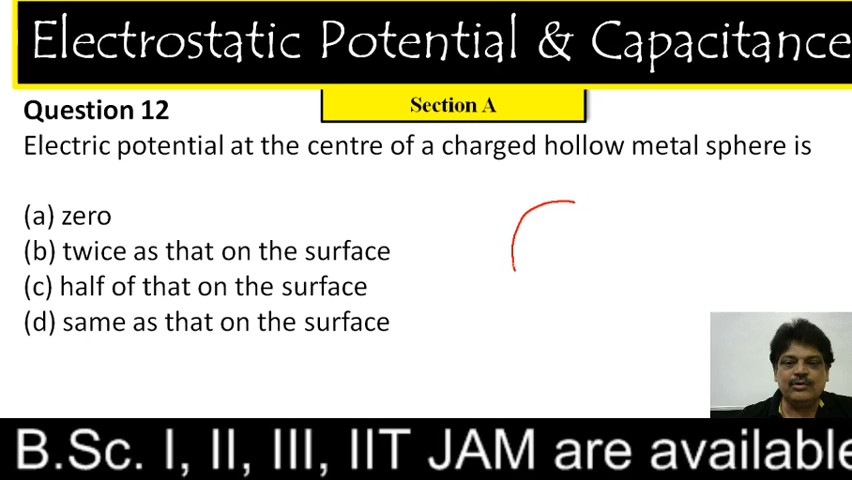 Electrostatic Potential & Capacitance
Section A
Question 12
Electric potential at the centre of a charged hollow metal sphere is
(a) zero
(b) twice as that on the surface
(c) half of that on the surface
(d) same as that on the surface
B.Sc. I, II, III, IIT JAM are available